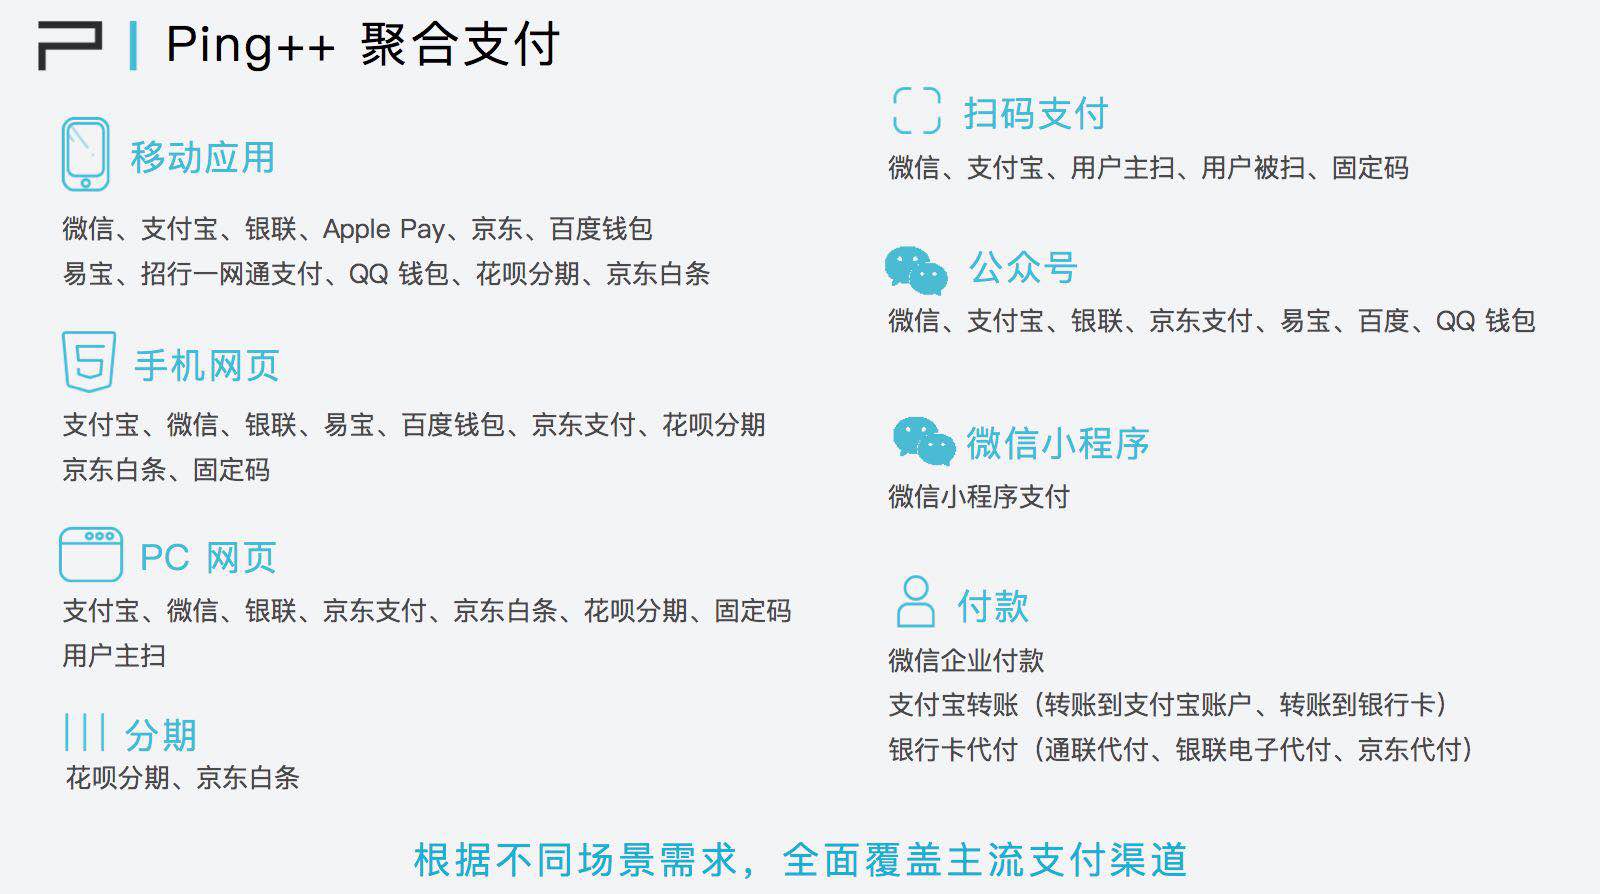 Ping++ 聚合支付
移动应用
微信、支付宝、银联、Apple Pay、京东、百度钱包
易宝、招行一网通支付、QQ 钱包、花呗分期、京东白条
手机网页
支付宝、微信、银联、易宝、百度钱包、京东支付、花呗分期
京东白条、固定码
PC 网页
支付宝、微信、银联、京东支付、京东白条、花呗分期、固定码
用户主扫
分期
花呗分期、京东白条
扫码支付
微信、支付宝、用户主扫、用户被扫、固定码
公众号
微信、支付宝、银联、京东支付、易宝、百度、QQ 钱包
微信小程序
微信小程序支付
付款
微信企业付款
支付宝转账（转账到支付宝账户、转账到银行卡）
银行卡代付（通联代付、银联电子代付、京东代付）
根据不同场景需求，全面覆盖主流支付渠道